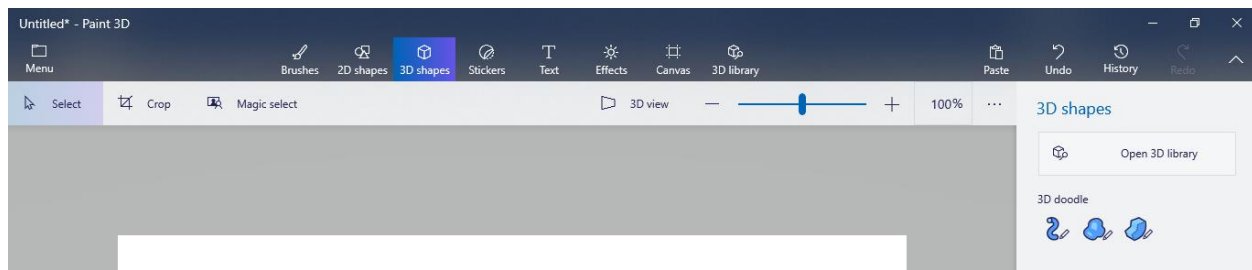 Untitled* - Paint 3D
Menu Brushes 2D shapes 3D shapes Stickers Text Effects Canvas 3D library Paste Undo History Redo
Select Crop Magic select 3D view 100% ...
3D shapes
Open 3D library
3D doodle